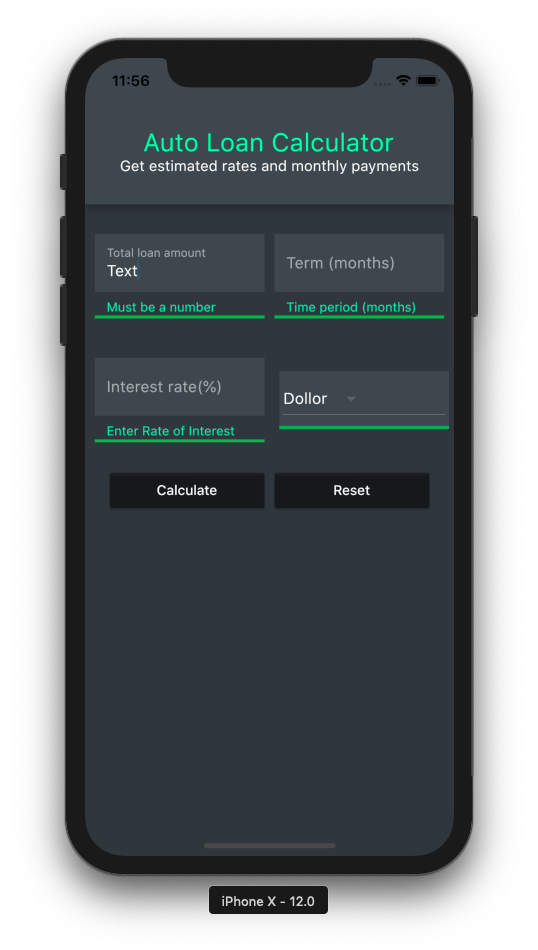 11:56
Auto Loan Calculator
Get estimated rates and monthly payments
Total loan amount
Text
Term (months)
Must be a number
Time period (months)
Interest rate(%)
Dollor
Enter Rate of Interest
Calculate
Reset
iPhone X - 12.0